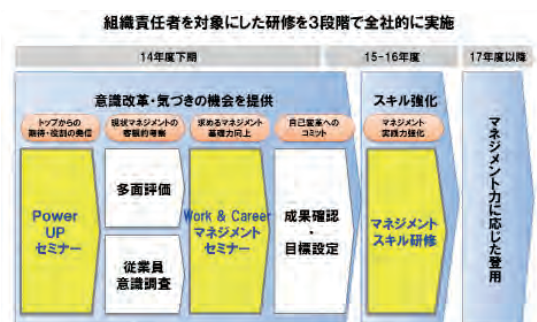 組織責任者を対象にした研修を3段階で全社的に実施
14年度下期
15-16年度
17年度以降
意識改革・気づきの機会を提供
スキル強化
トップからの
期待・役割の発信
現状マネジメントの
客観的考察
求めるマネジメント
基礎力向上
自己変革への
コミット
マネジメント
実践力強化
Power
UP
セミナー
多面評価
従業員
意識調査
Work & Career
マネジメント
セミナー
成果確認
・
目標設定
マネジメント
スキル研修
マネジメント力に応じた登用